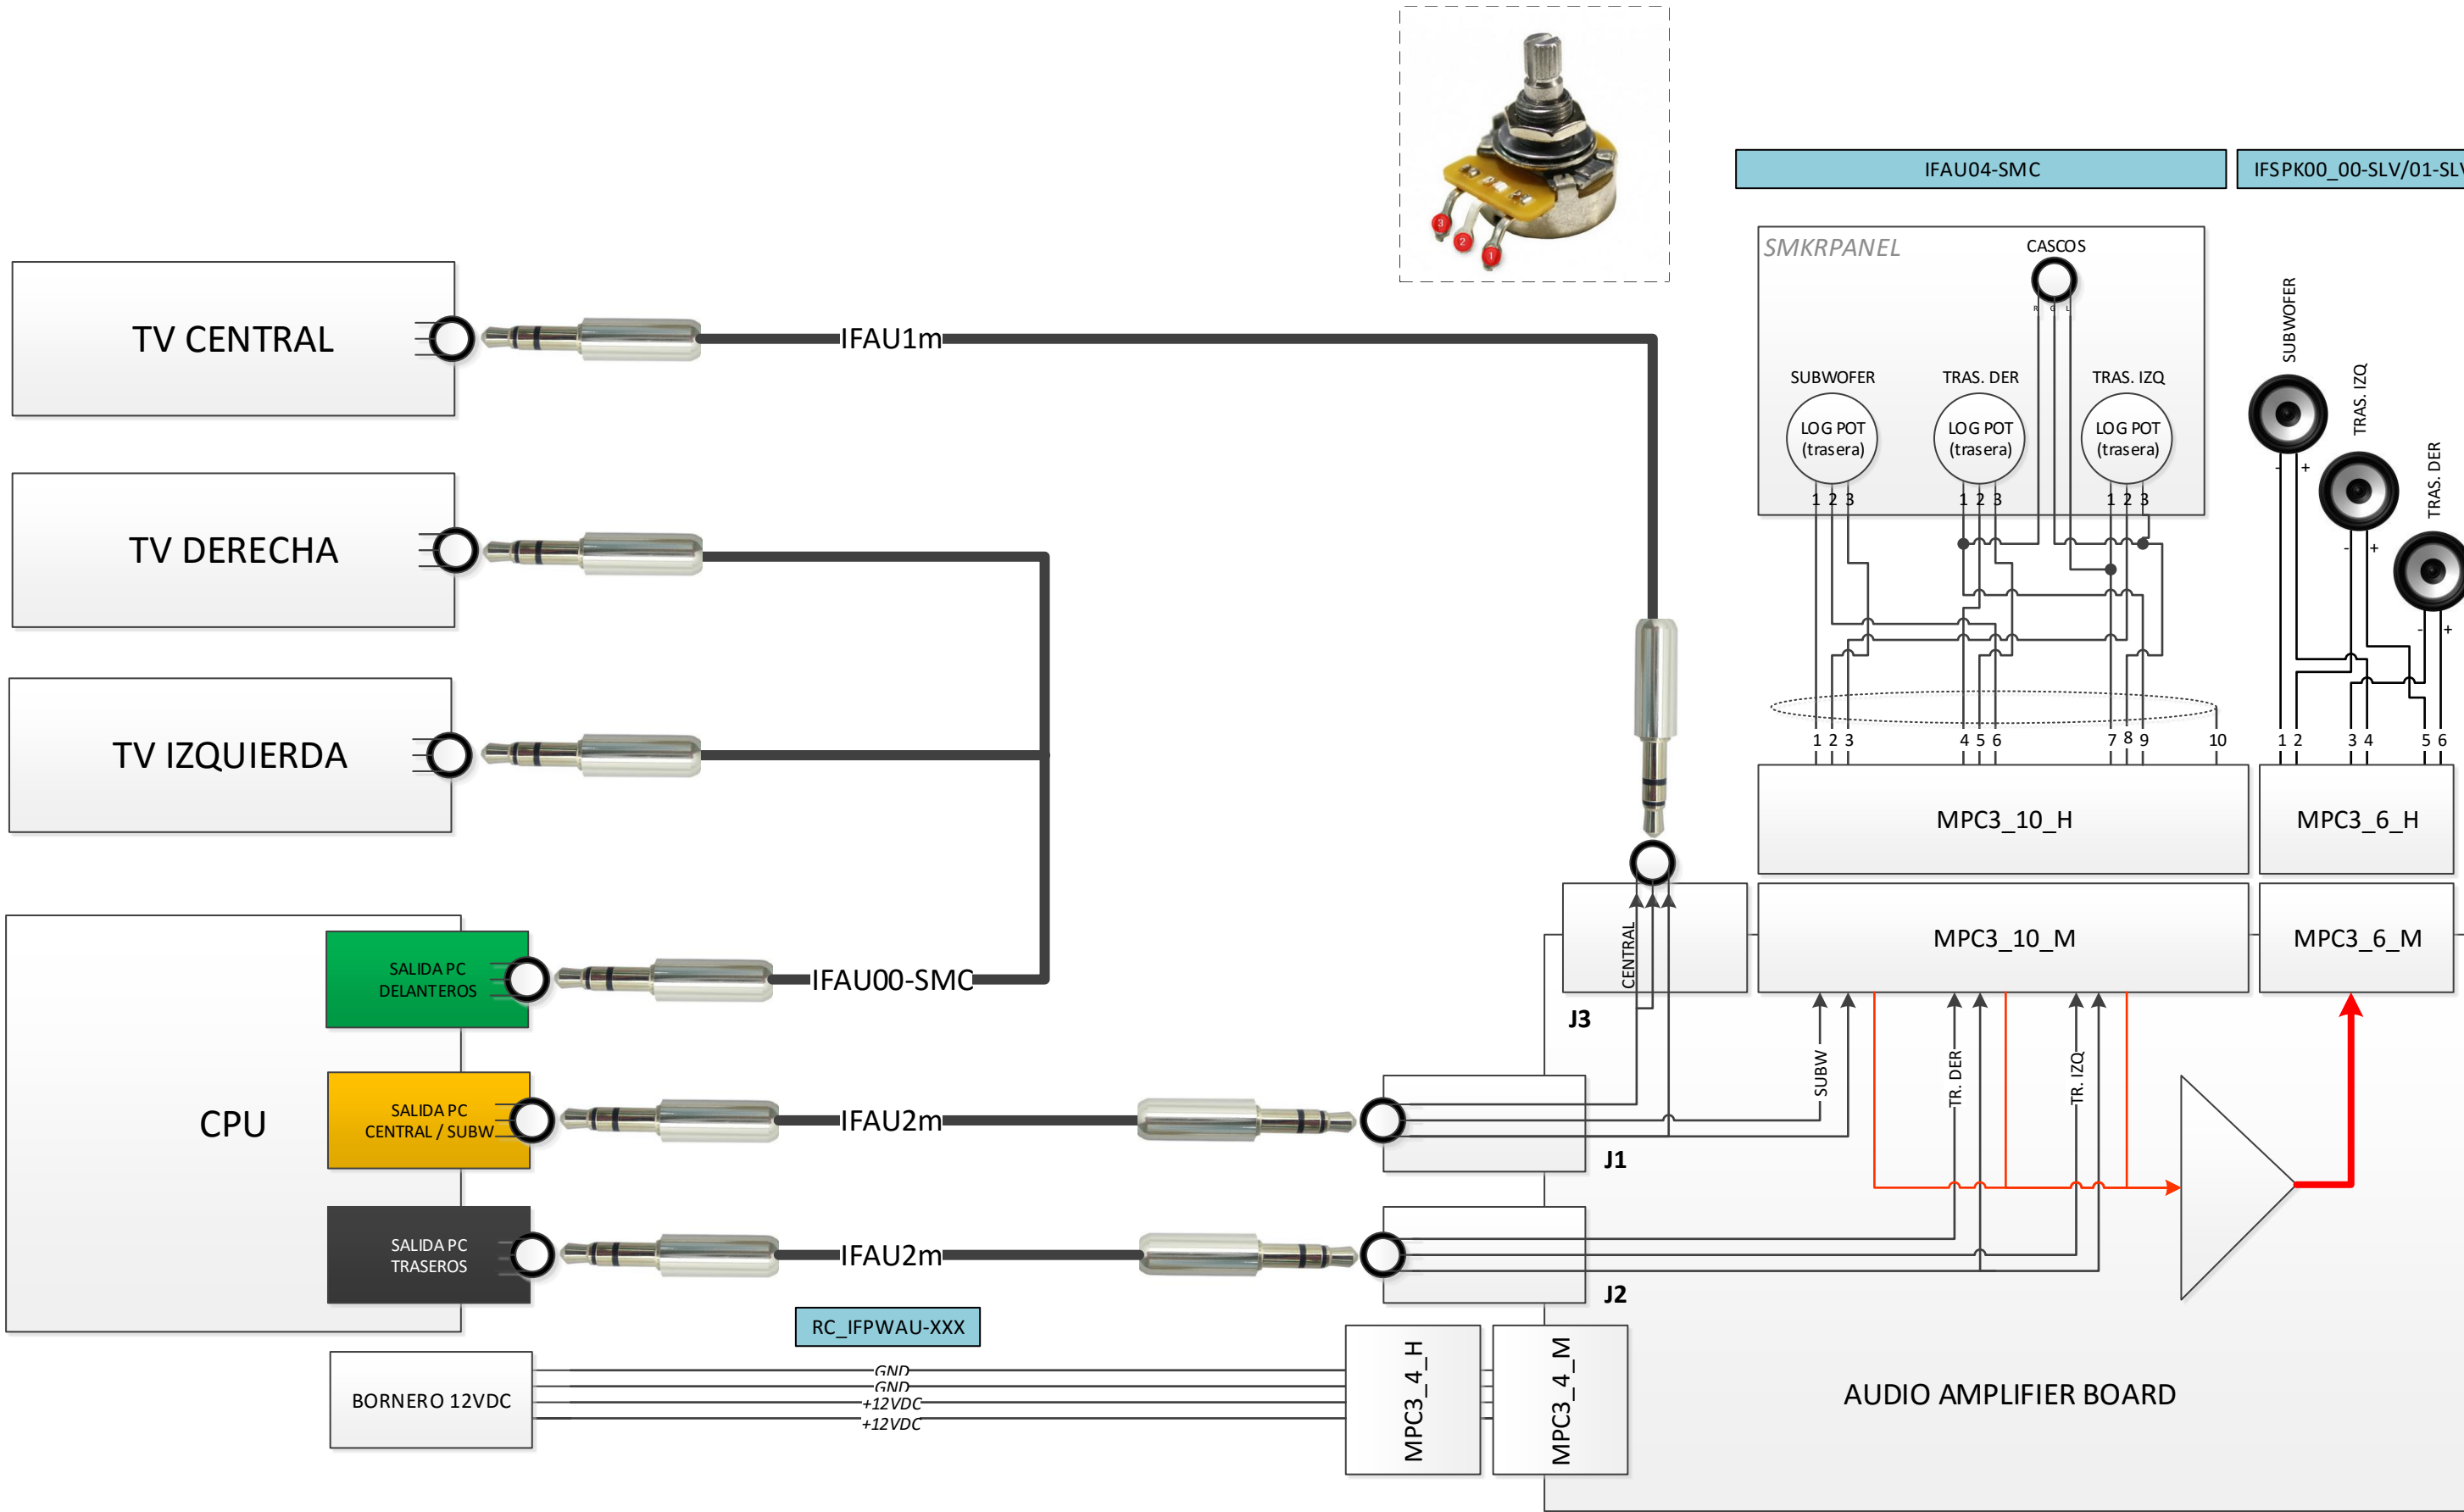 3
2
1
IFAU04-SMC
IFSPK00_00-SLV/01-SLV
SMKRPANEL
CASCOS
R G L
SUBWOFER
TRAS. IZQ
TRAS. DER
TV CENTRAL
IFAU1m
SUBWOFER
TRAS. DER
TRAS. IZQ
LOG POT
(trasera)
LOG POT
(trasera)
LOG POT
(trasera)
- +
1 2 3
1 2 3
1 2 3
TV DERECHA
- +
- +
TV IZQUIERDA
1 2 3
4 5 6
7 8 9
10
1 2
3 4
5 6
MPC3_10_H
MPC3_6_H
CENTRAL
MPC3_10_M
MPC3_6_M
SALIDA PC
DELANTEROS
IFAU00-SMC
J3
SUBW
TR. DER
TR. IZQ
CPU
SALIDA PC
CENTRAL / SUBW
IFAU2m
J1
SALIDA PC
TRASEROS
IFAU2m
J2
RC_IFPWAU-XXX
BORNERO 12VDC
GND
GND
+12VDC
+12VDC
MPC3_4_H
MPC3_4_M
AUDIO AMPLIFIER BOARD